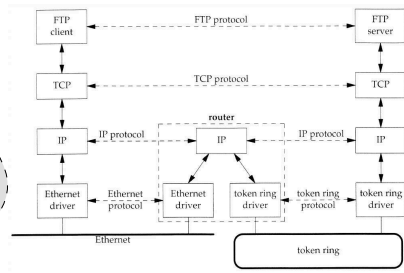 FTP
client
FTP protocol
FTP
server
TCP
TCP protocol
TCP
router
IP
IP protocol
IP
IP protocol
IP
Ethernet
driver
Ethernet
protocol
Ethernet
driver
token ring
driver
token ring
protocol
token ring
driver
Ethernet
token ring